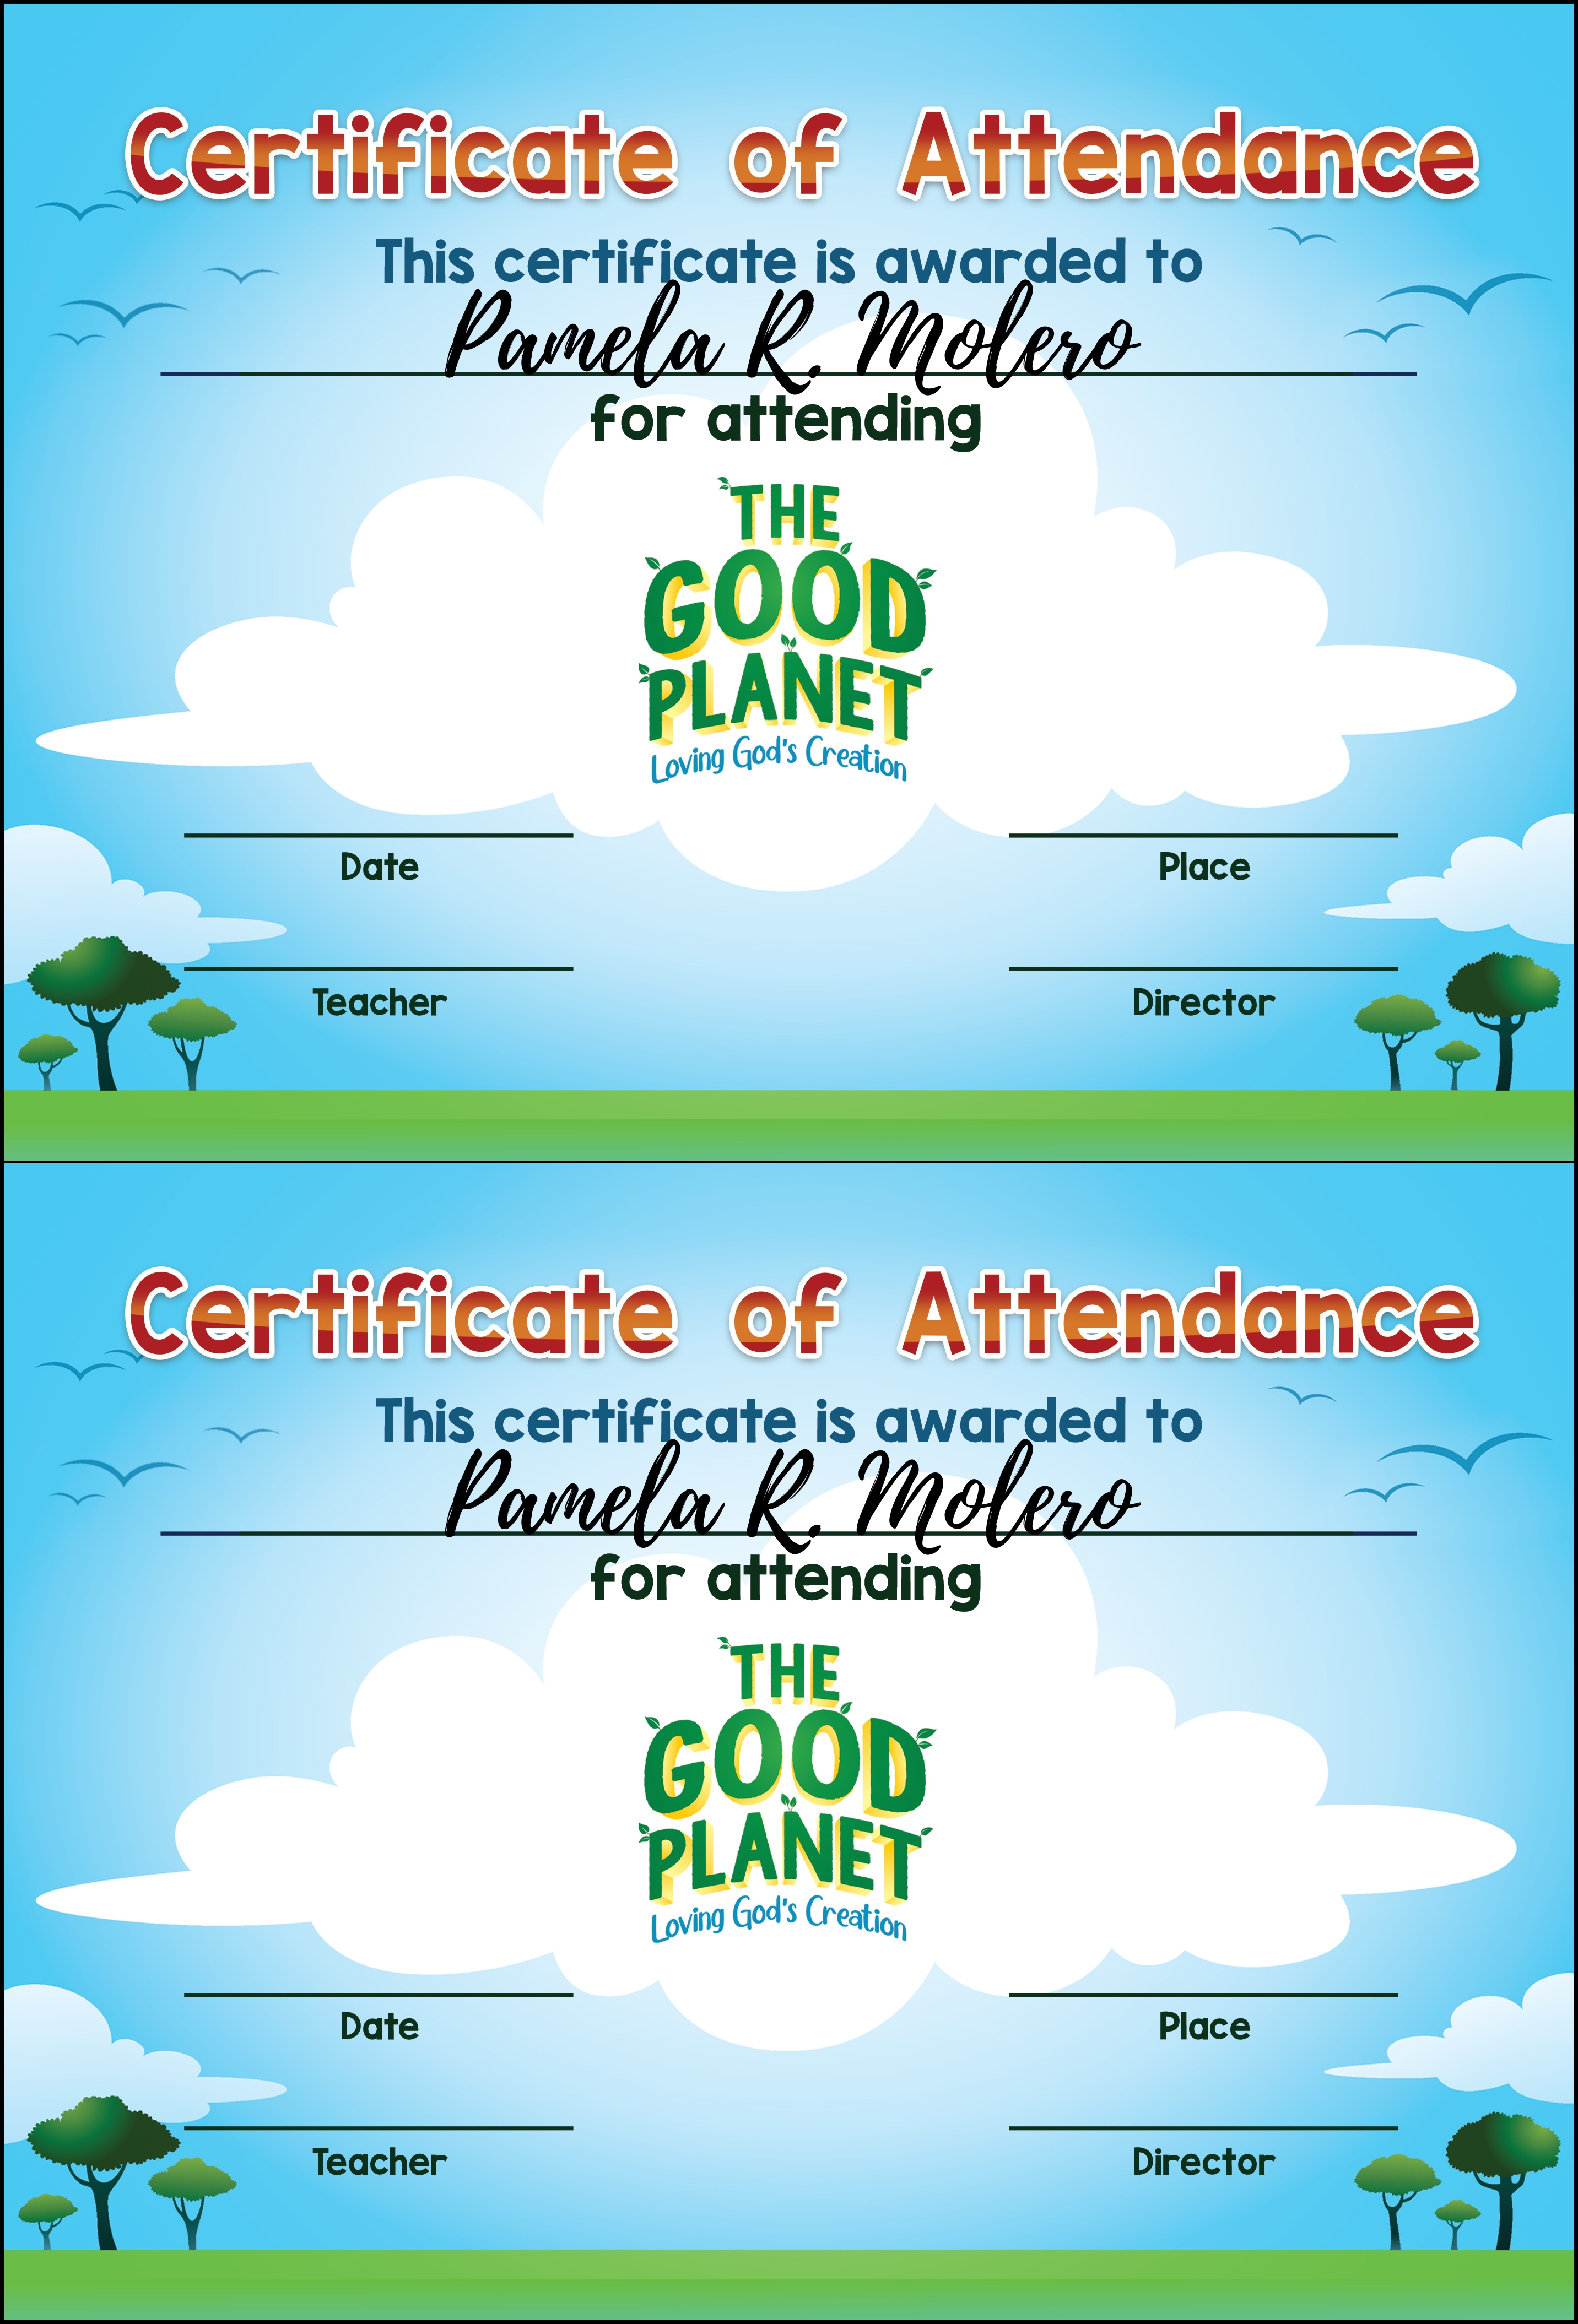 Certificate of Attendance
This certificate is awarded to
Pamela R. Molero
for attending
THE
GOOD
PLANET
Loving God's Creation
Date
Place
Teacher
Director
Certificate of Attendance
This certificate is awarded to
Pamela R. Molero
for attending
THE
GOOD
PLANET
Loving God's Creation
Date
Place
Teacher
Director